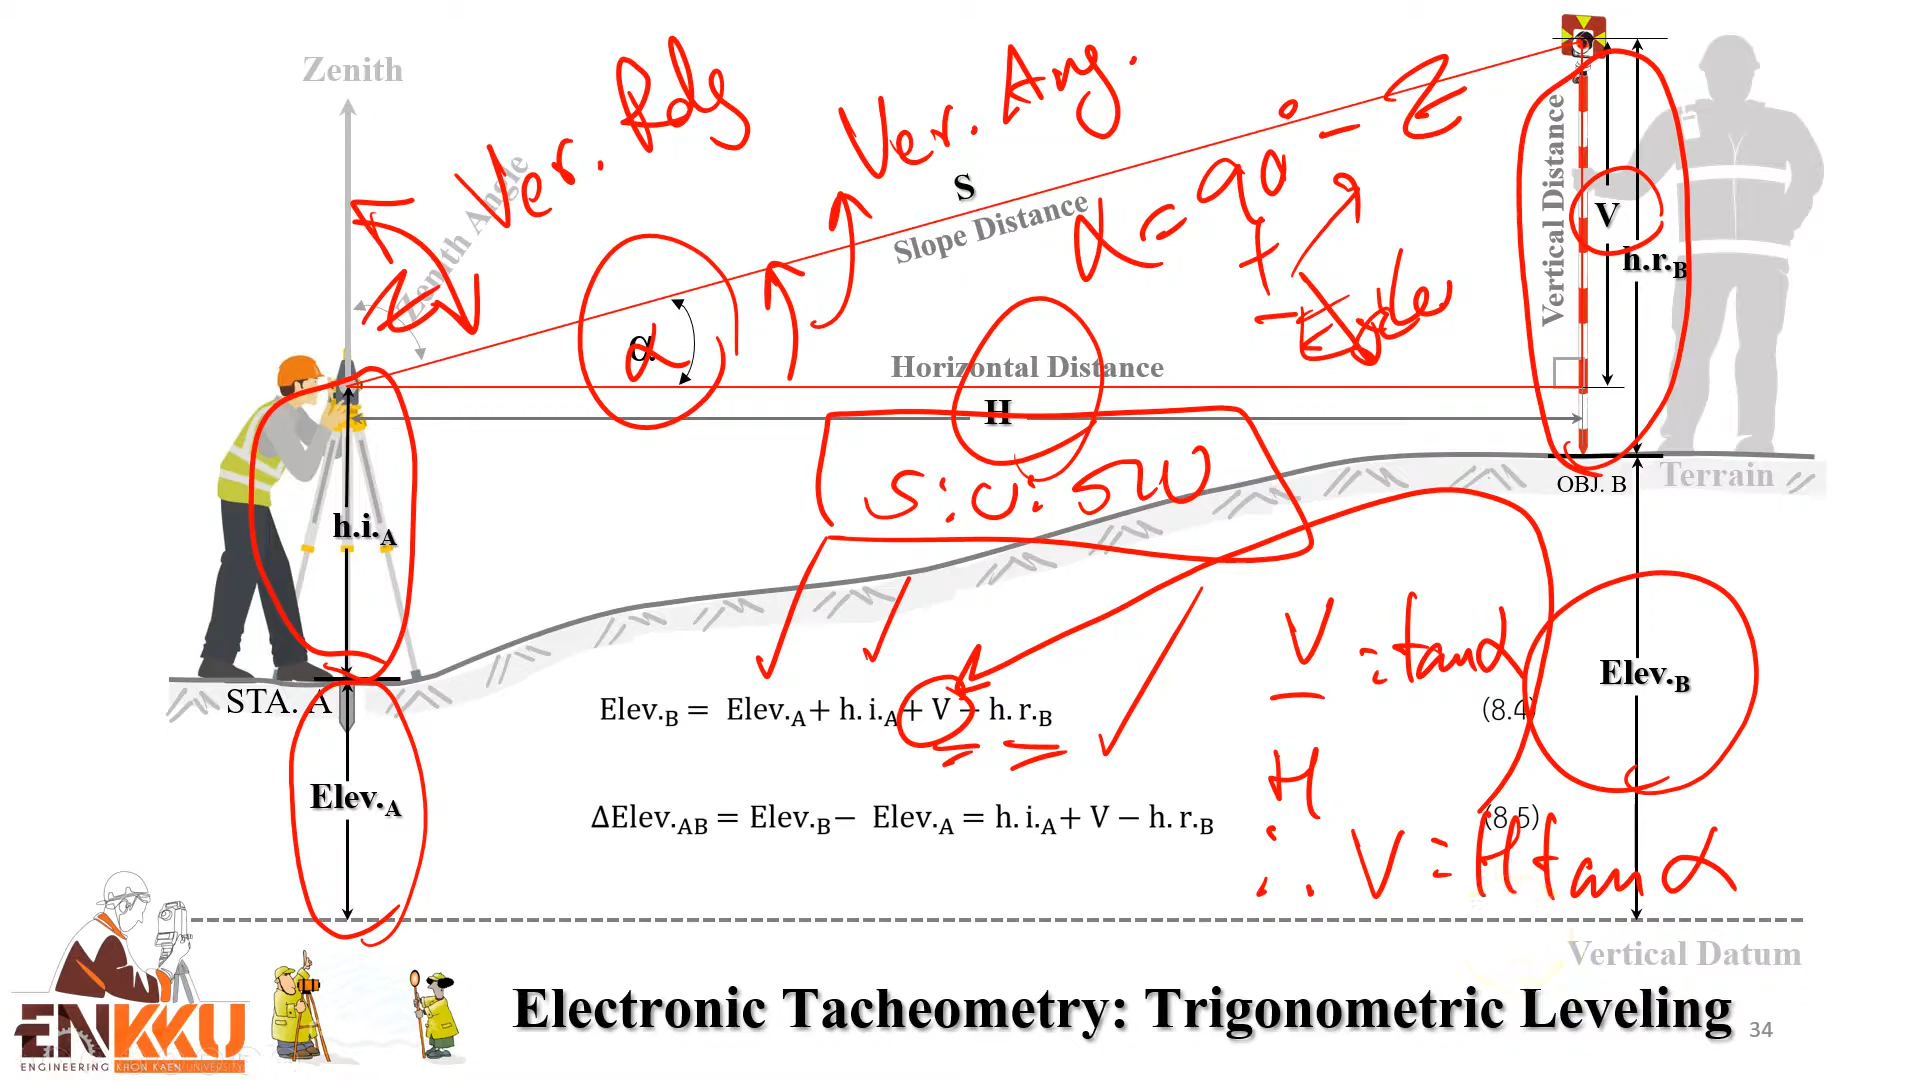 Zenith
Ver. Rdg
Ver. Ang.
Zenith Angle
Z
S
Slope Distance
α = 90° - Z
+
-
Vertical Distance
V
h.r.B
α
α
Horizontal Distance
H
h.i.A
OBJ. B
Terrain
STA. A
V = tanα
H
Elev.B = Elev.A + h.i.A + V − h.r.B (8.4)
Elev.B
Elev.A
ΔElev.AB = Elev.B − Elev.A = h.i.A + V − h.r.B (8.5)
∴ V = H tan α
Vertical Datum
ENKKU
ENGINEERING KHON KAEN UNIVERSITY
Electronic Tacheometry: Trigonometric Leveling
34